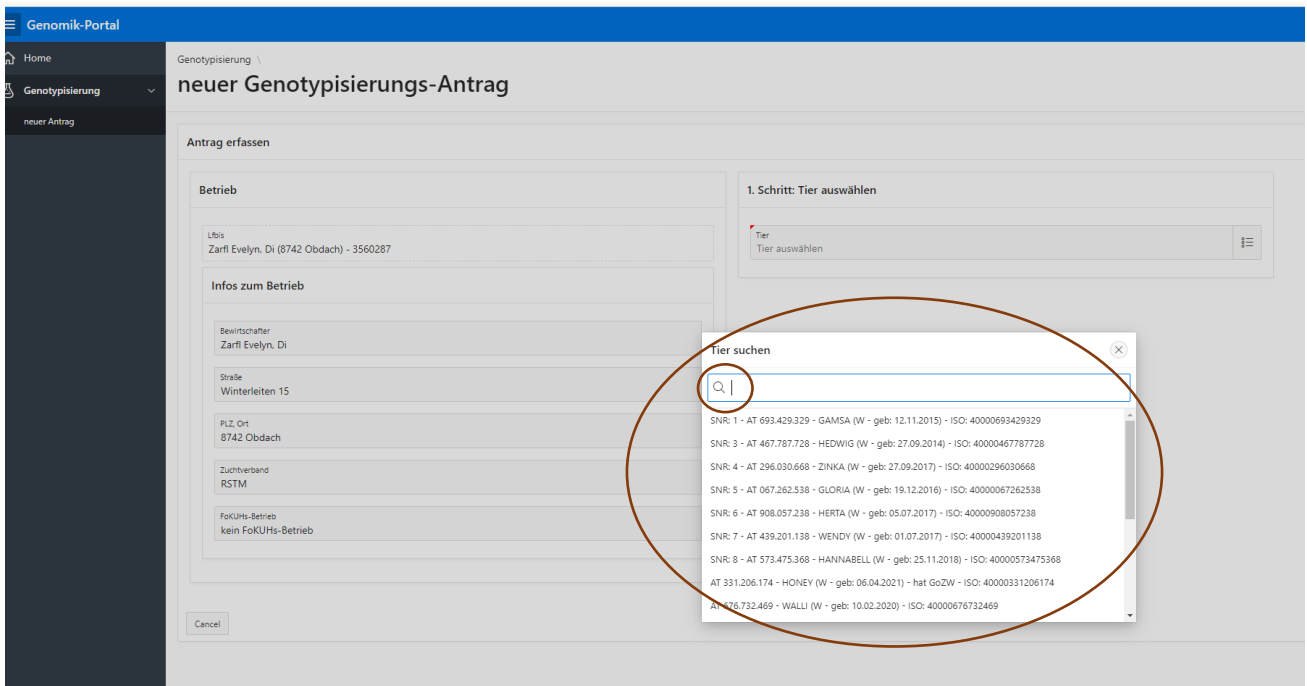 Genomik-Portal
Home
Genotypisierung
neuer Antrag
Genotypisierung \
neuer Genotypisierungs-Antrag
Antrag erfassen
Betrieb
Lfbis
Zarfl Evelyn, Di (8742 Obdach) - 3560287
Infos zum Betrieb
Bewirtschafter
Zarfl Evelyn, Di
Straße
Winterleiten 15
PLZ, Ort
8742 Obdach
Zuchtverband
RSTM
FoKUHs-Betrieb
kein FoKUHs-Betrieb
Cancel
1. Schritt: Tier auswählen
Tier
Tier auswählen
Tier suchen
SNR: 1 - AT 693.429.329 - GAMSA (W - geb: 12.11.2015) - ISO: 40000693429329
SNR: 3 - AT 467.787.728 - HEDWIG (W - geb: 27.09.2014) - ISO: 40000467787728
SNR: 4 - AT 296.030.668 - ZINKA (W - geb: 27.09.2017) - ISO: 40000296030668
SNR: 5 - AT 067.262.538 - GLORIA (W - geb: 19.12.2016) - ISO: 40000067262538
SNR: 6 - AT 908.057.238 - HERTA (W - geb: 05.07.2017) - ISO: 40000908057238
SNR: 7 - AT 439.201.138 - WENDY (W - geb: 01.07.2017) - ISO: 40000439201138
SNR: 8 - AT 573.475.368 - HANNABELL (W - geb: 25.11.2018) - ISO: 40000573475368
AT 331.206.174 - HONEY (W - geb: 06.04.2021) - hat GoZW - ISO: 40000331206174
AT 676.732.469 - WALLI (W - geb: 10.02.2020) - ISO: 40000676732469